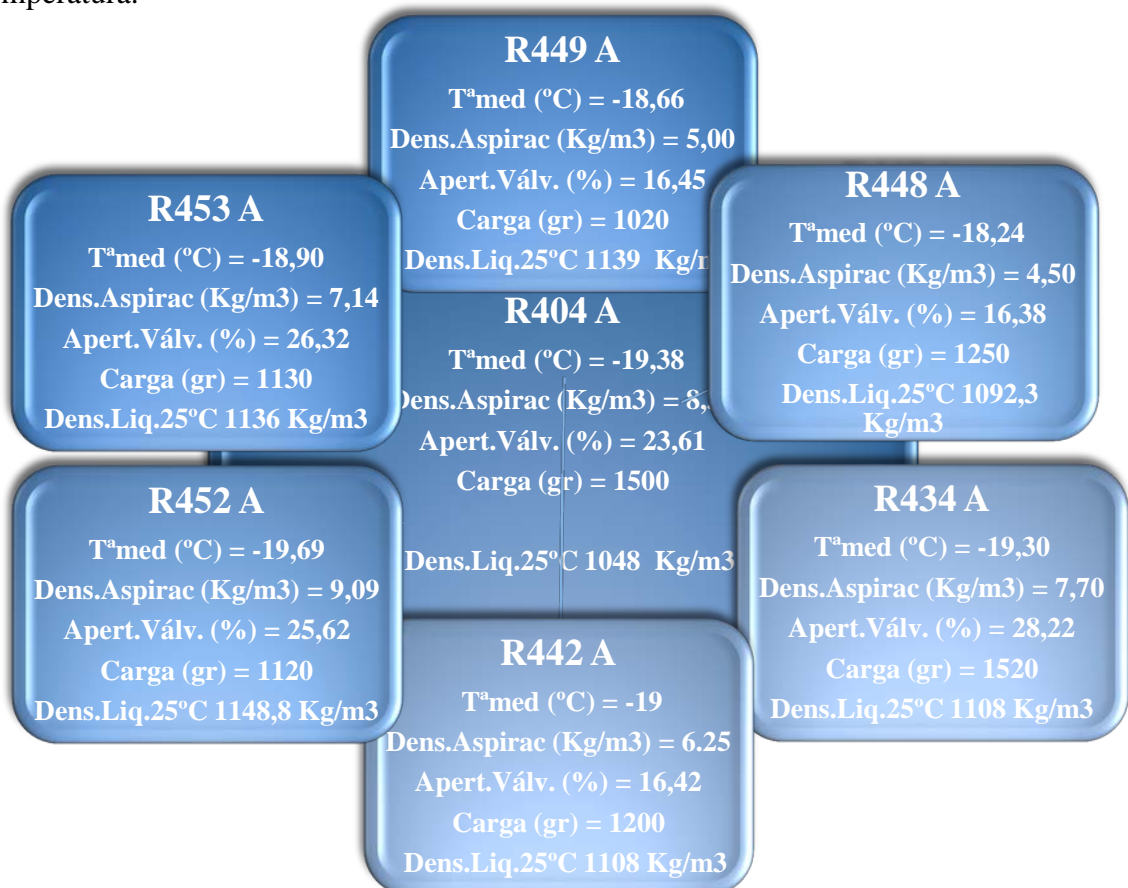 R449 A
Tªmed (ºC) = -18,66
Dens.Aspirac (Kg/m3) = 5,00
Apert.Válv. (%) = 16,45
Carga (gr) = 1020
Dens.Liq.25ºC 1139
R453 A
Tªmed (ºC) = -18,90
Dens.Aspirac (Kg/m3) = 7,14
Apert.Válv. (%) = 26,32
Carga (gr) = 1130
Dens.Liq.25ºC 1136 Kg/m3
R448 A
Tªmed (ºC) = -18,24
Dens.Aspirac (Kg/m3) = 4,50
Apert.Válv. (%) = 16,38
Carga (gr) = 1250
Dens.Liq.25ºC 1092,3
Kg/m3
R404 A
Tªmed (ºC) = -19,38
(Kg/m3) =
Apert.Válv. (%) = 23,61
Carga (gr) = 1500
Dens.Liq.25ºC 1048 Kg/m3
R452 A
Tªmed (ºC) = -19,69
Dens.Aspirac (Kg/m3) = 9,09
Apert.Válv. (%) = 25,62
Carga (gr) = 1120
Dens.Liq.25ºC 1148,8 Kg/m3
R434 A
Tªmed (ºC) = -19,30
Dens.Aspirac (Kg/m3) = 7,70
Apert.Válv. (%) = 28,22
Carga (gr) = 1520
Dens.Liq.25ºC 1108 Kg/m3
R442 A
Tªmed (ºC) = -19
Dens.Aspirac (Kg/m3) = 6.25
Apert.Válv. (%) = 16,42
Carga (gr) = 1200
Dens.Liq.25ºC 1108 Kg/m3